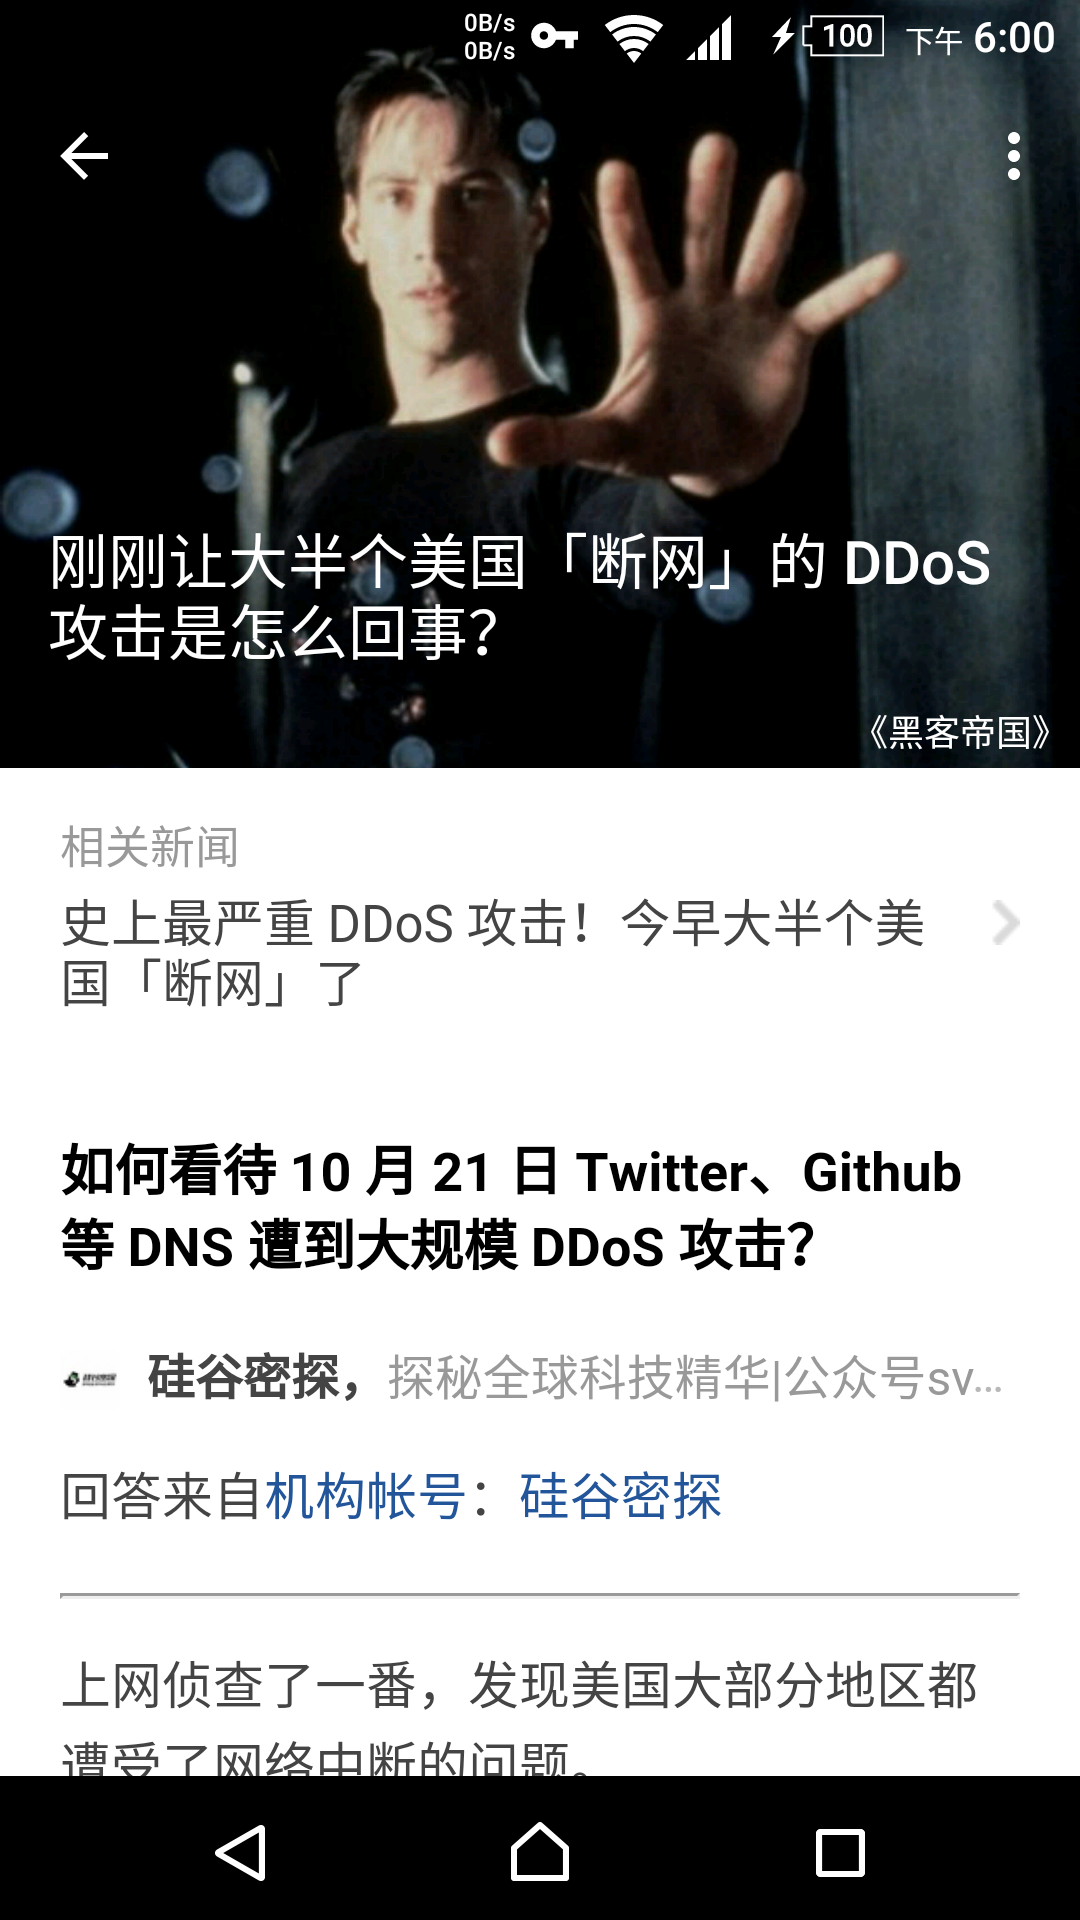 0B/s
0B/s
100
下午 6:00
刚刚让大半个美国「断网」的 DDoS
攻击是怎么回事？
《黑客帝国》
相关新闻
史上最严重 DDoS 攻击！今早大半个美
国「断网」了
如何看待 10 月 21 日 Twitter、Github
等 DNS 遭到大规模 DDoS 攻击？
硅谷密探，探秘全球科技精华|公众号sv...
回答来自机构帐号：硅谷密探
上网侦查了一番，发现美国大部分地区都
遭受了网络中断的问题。